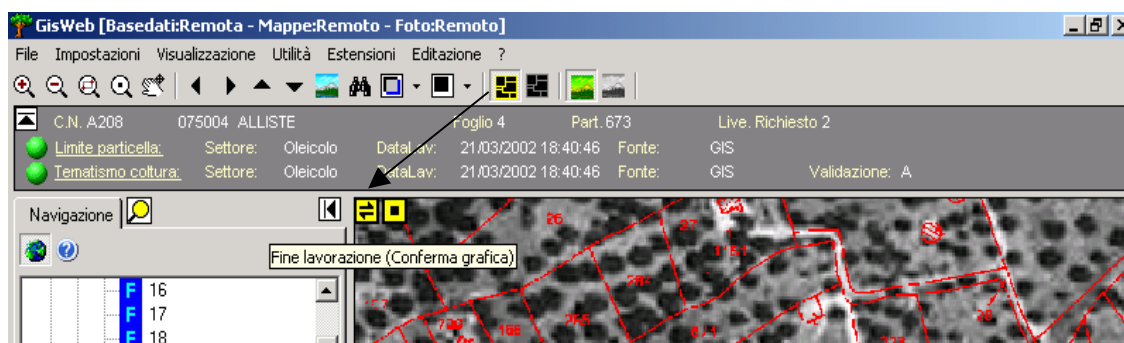 GisWeb [Basedati:Remota - Mappe:Remoto - Foto:Remoto]
File Impostazioni Visualizzazione Utilità Estensioni Editazione ?
C.N. A208 075004 ALLISTE Foglio 4 Part. 673 Live. Richiesto 2
Limite particella: Settore: Oleicolo DataLav: 21/03/2002 18:40:46 Fonte: GIS
Tematismo coltura: Settore: Oleicolo DataLav: 21/03/2002 18:40:46 Fonte: GIS Validazione: A
Navigazione
Fine lavorazione (Conferma grafica)
F 16
F 17
F 18
26
27